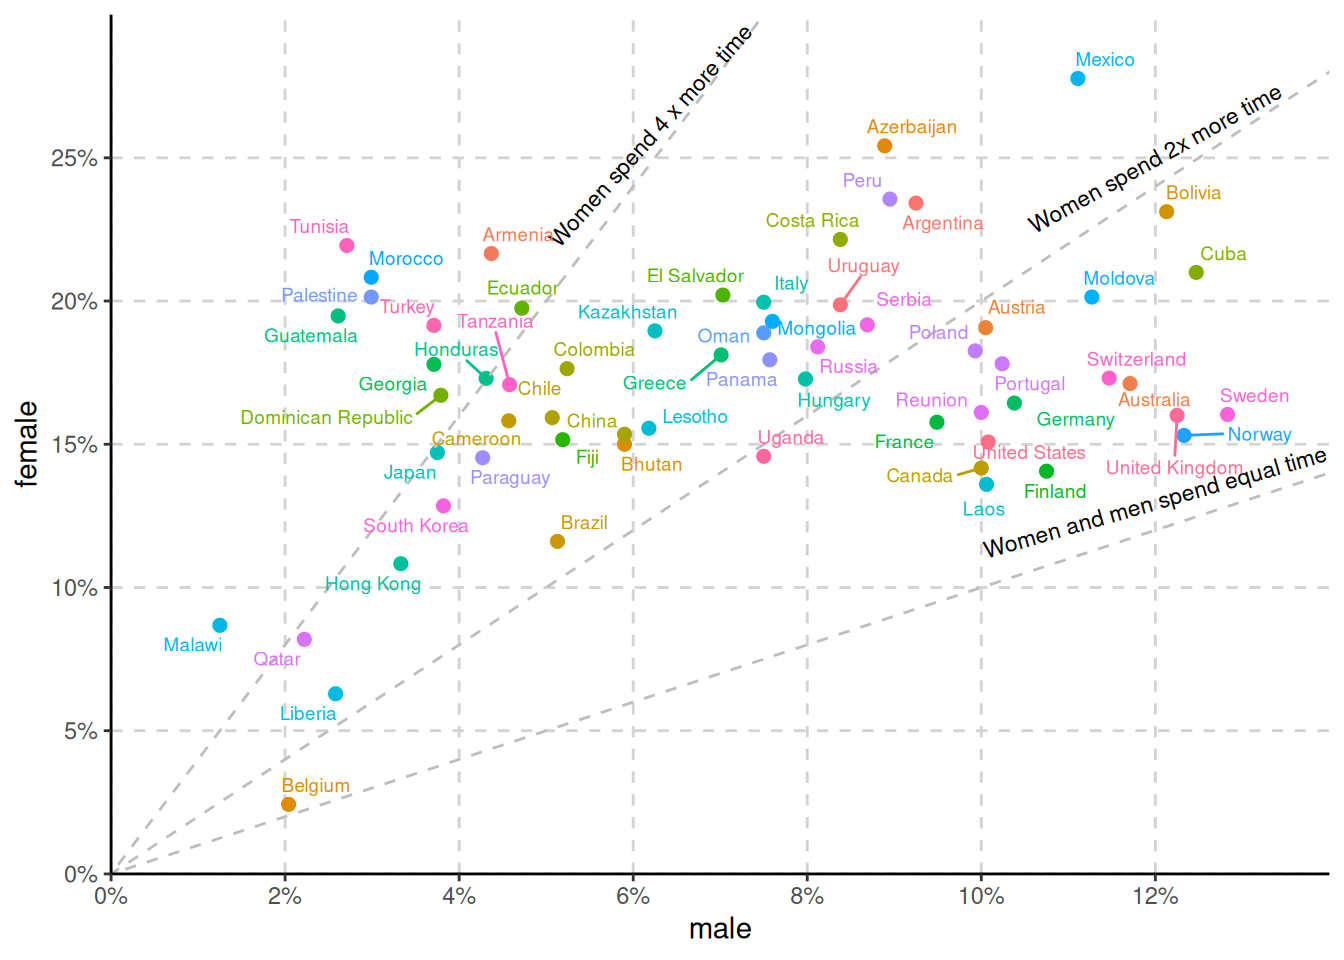 Mexico
Women spend 4 x more time
Women spend 2x more time
Azerbaijan
25%
Peru
Bolivia
Costa Rica
Argentina
Tunisia
Armenia
Cuba
Morocco
Uruguay
El Salvador
Italy
Moldova
Palestine
Ecuador
Serbia
20%
Turkey
Tanzania
Kazakhstan
Austria
Guatemala
Oman
Mongolia
Poland
Honduras
Colombia
Switzerland
Georgia
Chile
Greece
Panama
Russia
Portugal
Dominican Republic
Hungary
Reunion
Australia
Sweden
China
Lesotho
Germany
female
15%
Cameroon
Uganda
France
Norway
Fiji
United States
Japan
Paraguay
Bhutan
Canada
United Kingdom
Finland
Women and men spend equal time
South Korea
Brazil
Laos
10%
Hong Kong
Malawi
Qatar
Liberia
5%
Belgium
0%
0%
2%
4%
6%
8%
10%
12%
male